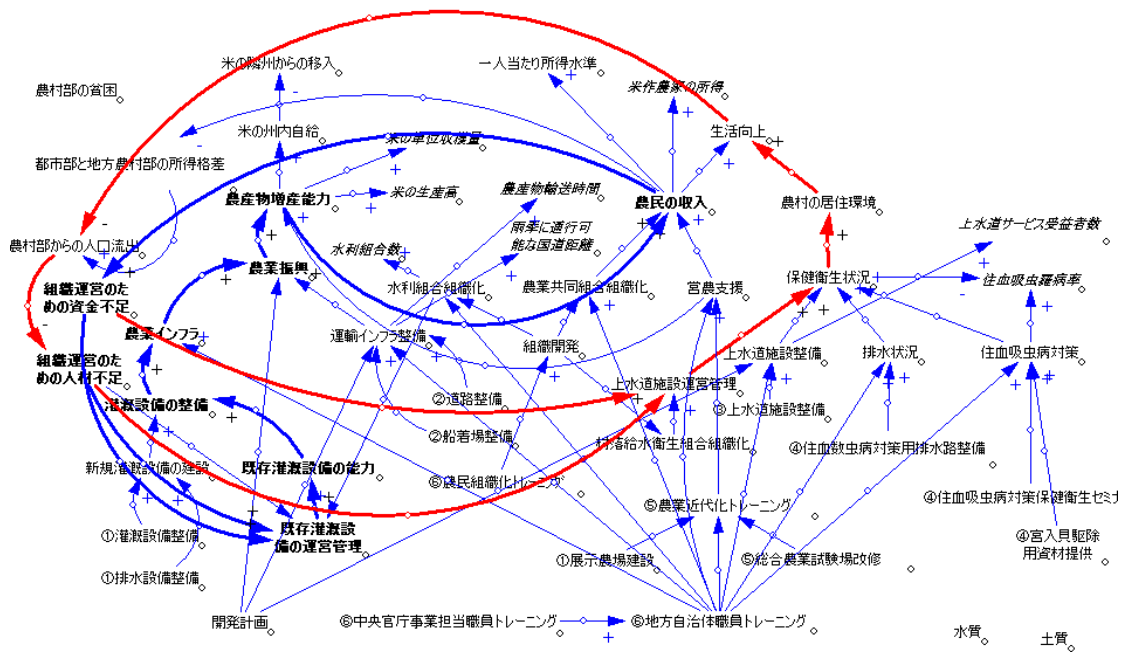 米の隣州からの移入
一人当たり所得水準
農村部の貧困
米作農家の所得
米の州内自給
米の単位収穫量
生活向上
都市部と地方農村部の所得格差
農産物増産能力
米の生産高
農産物輸送時間
農民の収入
農村の居住環境
上水道サービス受益者数
農村部からの人口流出
水利組合数
雨季に運行可
能な国道距離
農業振興
組織運営のた
めの資金不足
水利組合組織化
農業共同組合組織化
営農支援
保健衛生状況
住血吸虫羅病率
農業インフラ
運輸インフラ整備
組織開発
上水道施設整備
排水状況
住血吸虫病対策
組織運営のた
めの人材不足
上水道施設運営管理
灌漑設備の整備
②道路整備
③上水道施設整備
②船着場整備
村落給水衛生組合組織化
④住血数虫病対策用排水路整備
新規灌漑設備の建設
既存灌漑設備の能力
⑥農民組織化トレーニング
④住血吸虫病対策保健衛生セミナ
⑤農業近代化トレーニング
①灌漑設備整備
既存灌漑設
備の運営管理
④宮入貝駆除
用資材提供
①展示農場建設
⑤総合農業試験場改修
①排水設備整備
開発計画
⑥中央官庁事業担当職員トレーニング
⑥地方自治体職員トレーニング
水質
土質